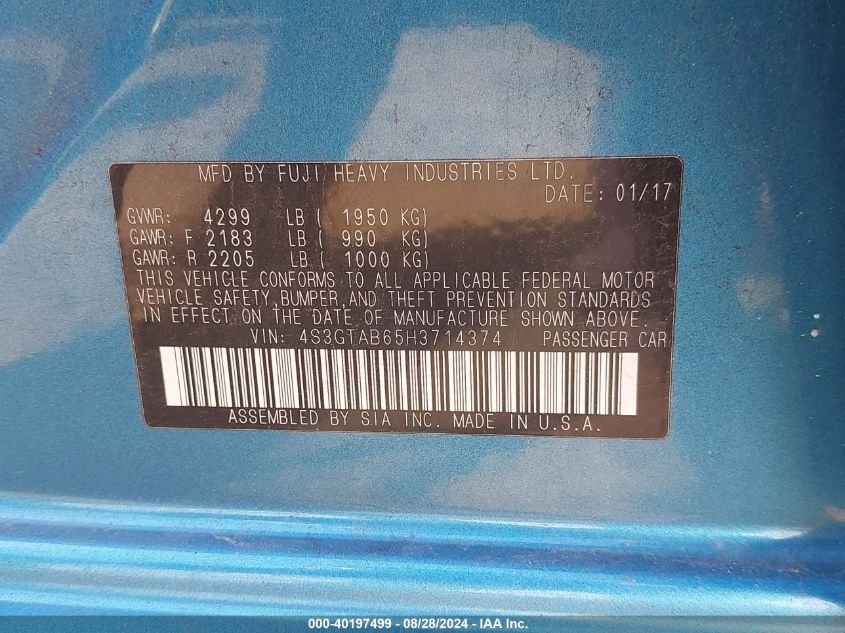 MFD BY FUJI HEAVY INDUSTRIES LTD.
DATE: 01/17
GVWR: 4299 LB ( 1950 KG)
GAWR: F 2183 LB ( 990 KG)
GAWR: R 2205 LB ( 1000 KG)
THIS VEHICLE CONFORMS TO ALL APPLICABLE FEDERAL MOTOR
VEHICLE SAFETY,BUMPER,AND THEFT PREVENTION STANDARDS
IN EFFECT ON THE DATE OF MANUFACTURE SHOWN ABOVE.
VIN: 4S3GTAB65H3714374 PASSENGER CAR
ASSEMBLED BY SIA INC. MADE IN U.S.A.
000-40197499 - 08/28/2024 - IAA Inc.